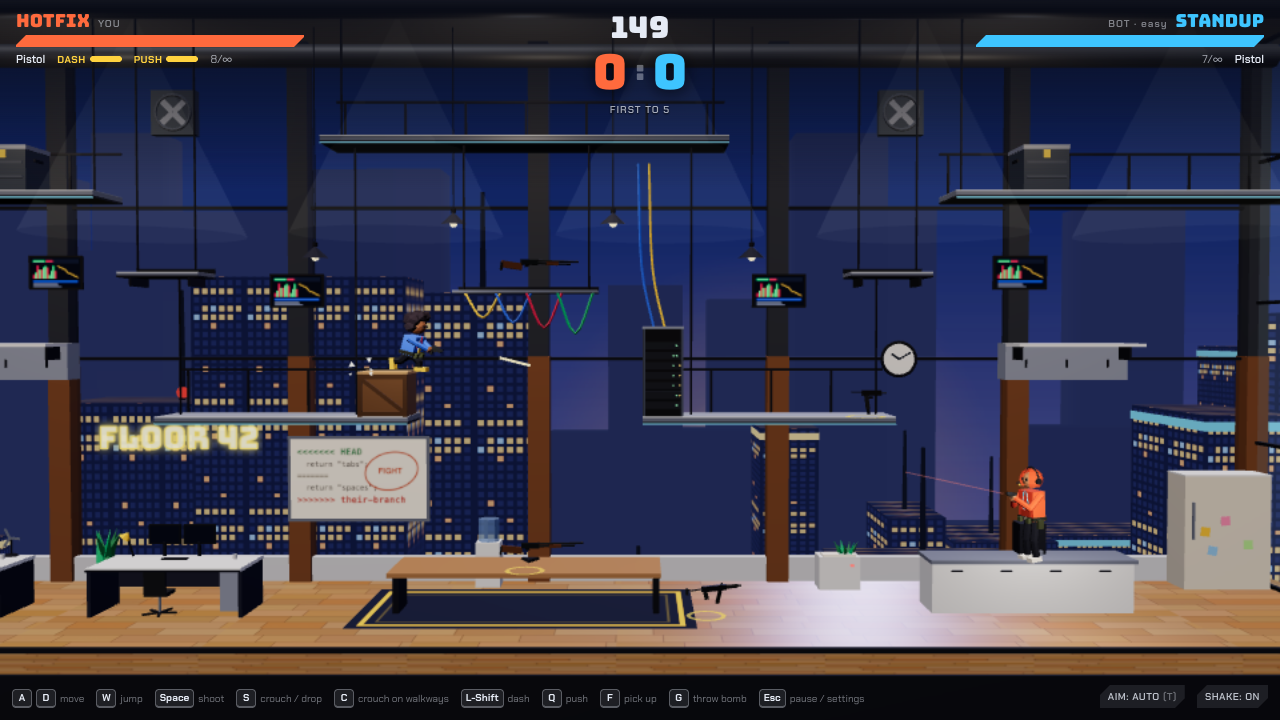 HOTFIX YOU
149
BOT · easy STANDUP
Pistol DASH PUSH 8/∞
0 : 0
7/∞ Pistol
FIRST TO 5
FLOOR 42
<<<<<<< HEAD
return "tabs"
FIGHT
=======
return "spaces"
>>>>>>> their-branch
A D move W jump Space shoot S crouch / drop C crouch on walkways L-Shift dash Q push F pick up G throw bomb Esc pause / settings
AIM: AUTO [T] SHAKE: ON